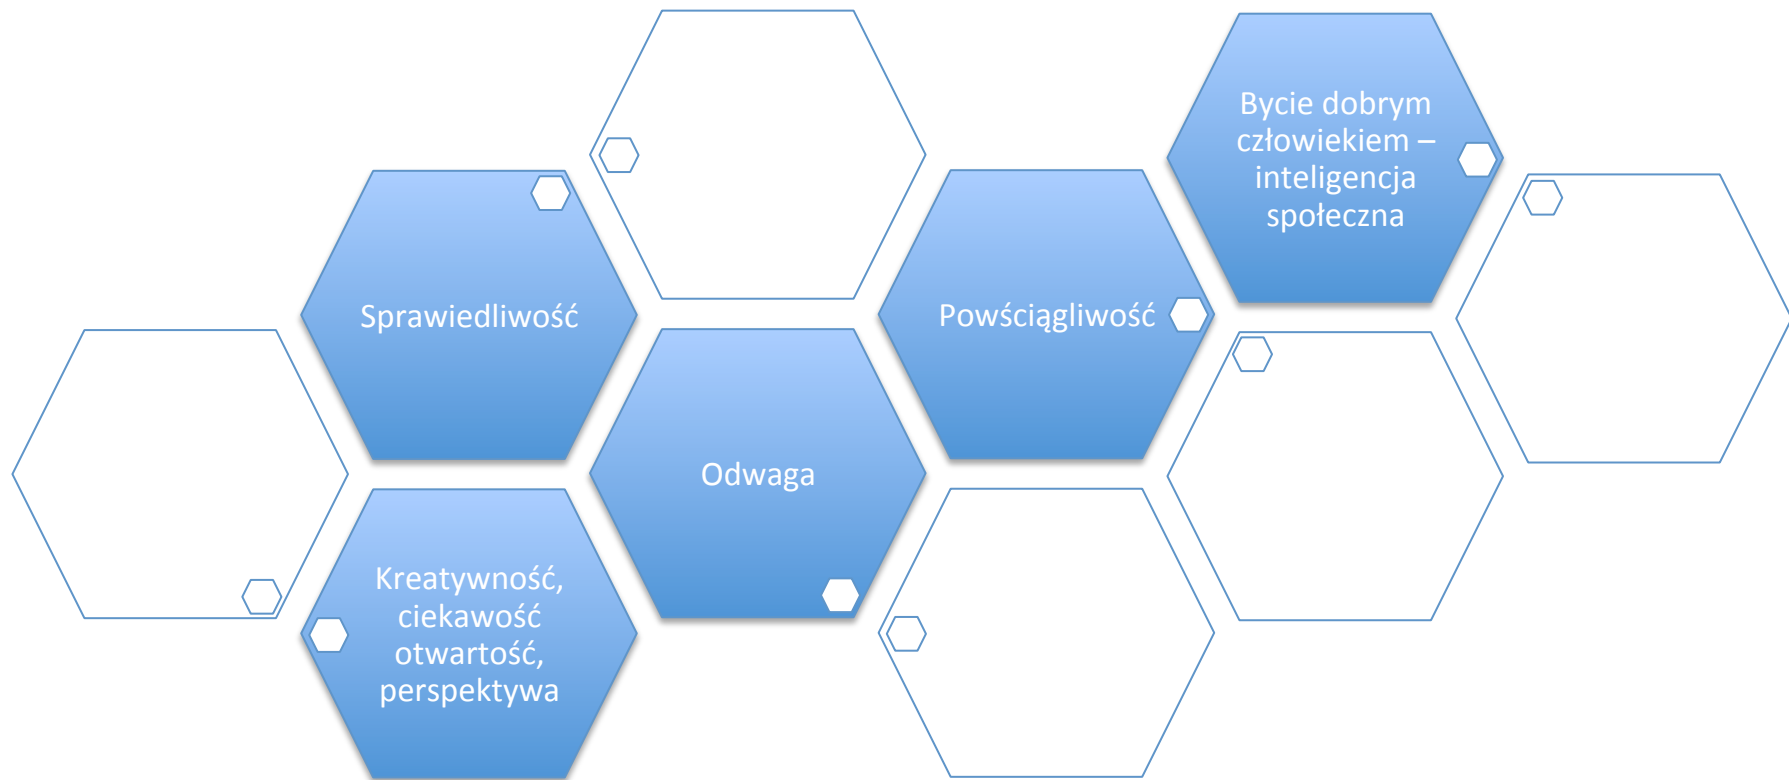 Bycie dobrym
człowiekiem –
inteligencja
społeczna
Sprawiedliwość
Powściągliwość
Odwaga
Kreatywność,
ciekawość
otwartość,
perspektywa